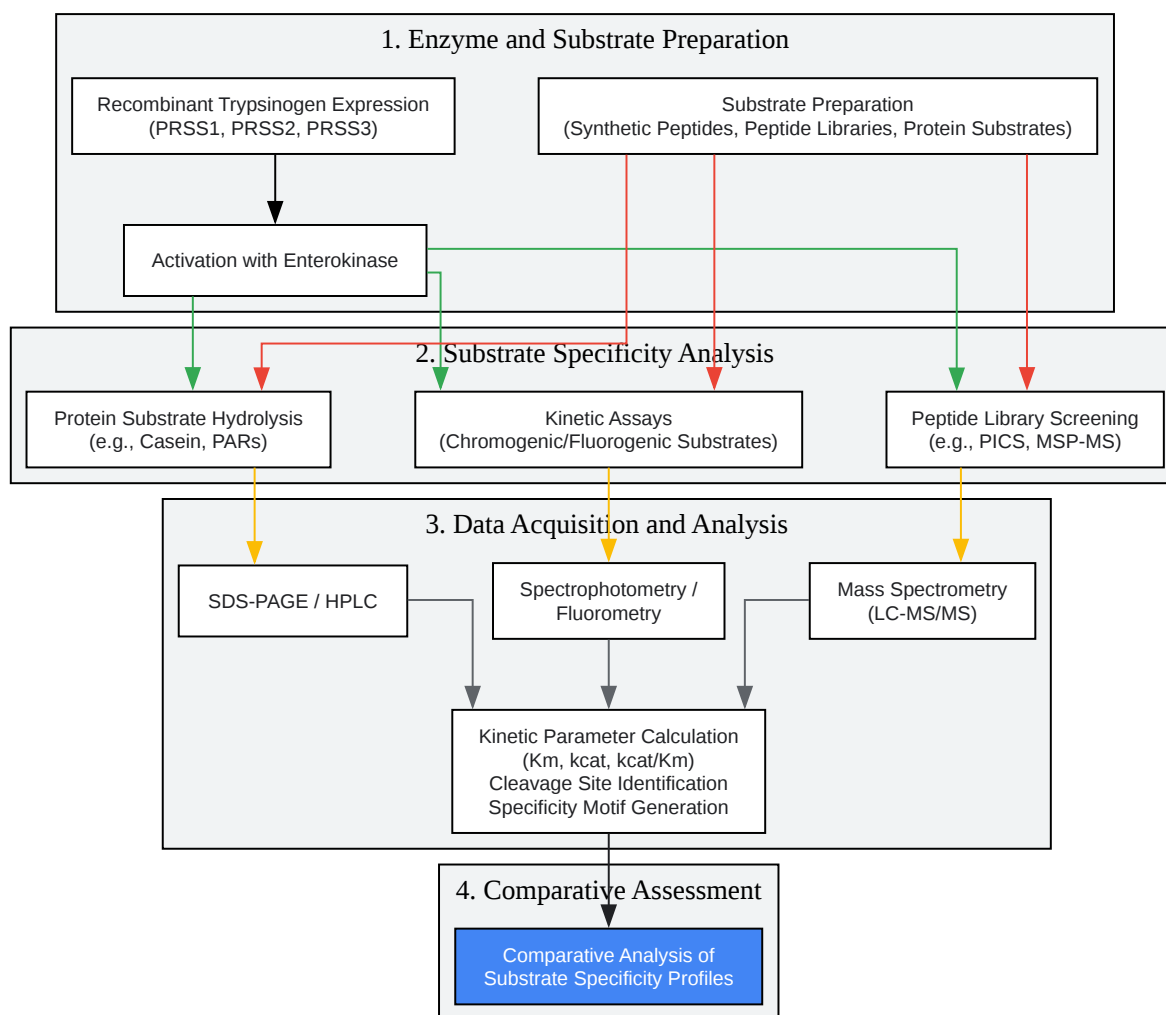 1. Enzyme and Substrate Preparation
Recombinant Trypsinogen Expression
(PRSS1, PRSS2, PRSS3)
Substrate Preparation
(Synthetic Peptides, Peptide Libraries, Protein Substrates)
Activation with Enterokinase
2. Substrate Specificity Analysis
Protein Substrate Hydrolysis
(e.g., Casein, PARs)
Kinetic Assays
(Chromogenic/Fluorogenic Substrates)
Peptide Library Screening
(e.g., PICS, MSP-MS)
3. Data Acquisition and Analysis
SDS-PAGE / HPLC
Spectrophotometry /
Fluorometry
Mass Spectrometry
(LC-MS/MS)
Kinetic Parameter Calculation
(Km, kcat, kcat/Km)
Cleavage Site Identification
Specificity Motif Generation
4. Comparative Assessment
Comparative Analysis of
Substrate Specificity Profiles